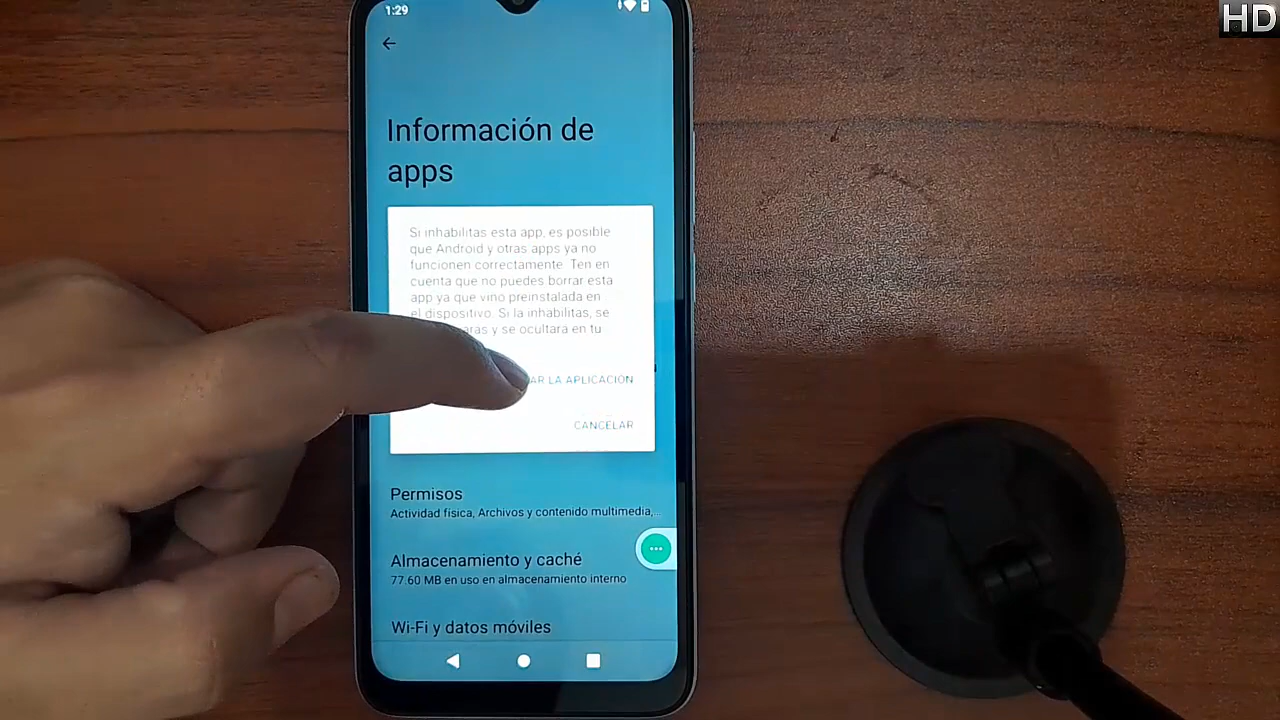 HD
1:29
Información de
apps
Si inhabilitas esta app, es posible
que Android y otras apps ya no
funcionen correctamente. Ten en
cuenta que no puedes borrar esta
app ya que vino preinstalada en
el dispositivo. Si la inhabilitas, se
y se ocultará en tu
LA APLICACIÓN
CANCELAR
Permisos
Actividad física, Archivos y contenido multimedia,...
Almacenamiento y caché
77.60 MB en uso en almacenamiento interno
Wi-Fi y datos móviles